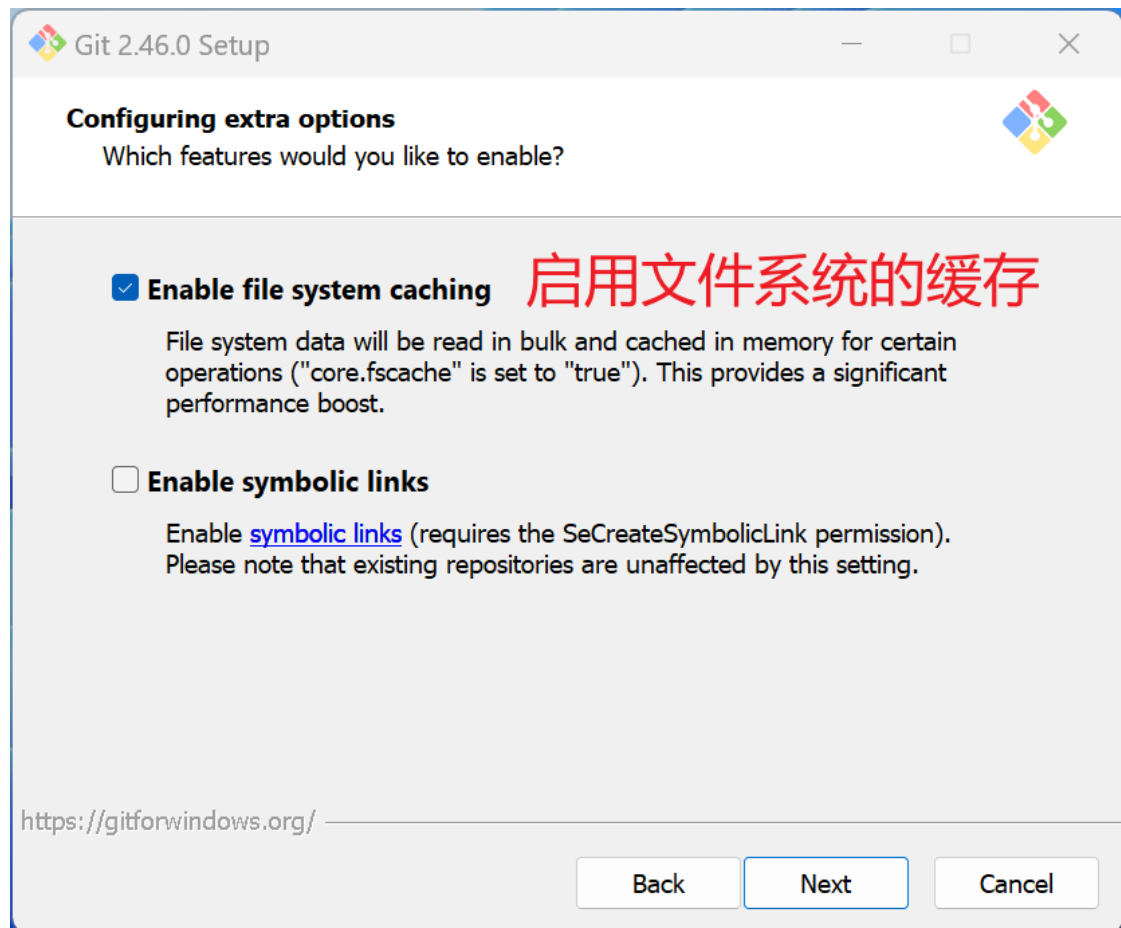 Git 2.46.0 Setup
Configuring extra options
Which features would you like to enable?
Enable file system caching 启用文件系统的缓存
File system data will be read in bulk and cached in memory for certain
operations ("core.fscache" is set to "true"). This provides a significant
performance boost.
Enable symbolic links
Enable symbolic links (requires the SeCreateSymbolicLink permission).
Please note that existing repositories are unaffected by this setting.
https://gitforwindows.org/
Back Next Cancel